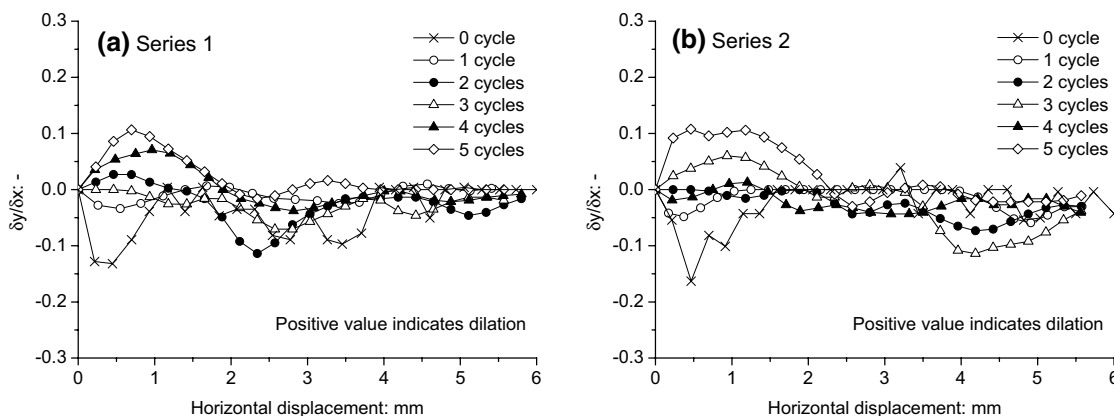 (a) Series 1
0 cycle
1 cycle
2 cycles
3 cycles
4 cycles
5 cycles
0.3
0.2
0.1
0.0
-0.1
-0.2
-0.3
δy/δx: -
Positive value indicates dilation
0 1 2 3 4 5 6
Horizontal displacement: mm
(b) Series 2
0 cycle
1 cycle
2 cycles
3 cycles
4 cycles
5 cycles
0.3
0.2
0.1
0.0
-0.1
-0.2
-0.3
δy/δx: -
Positive value indicates dilation
0 1 2 3 4 5 6
Horizontal displacement: mm